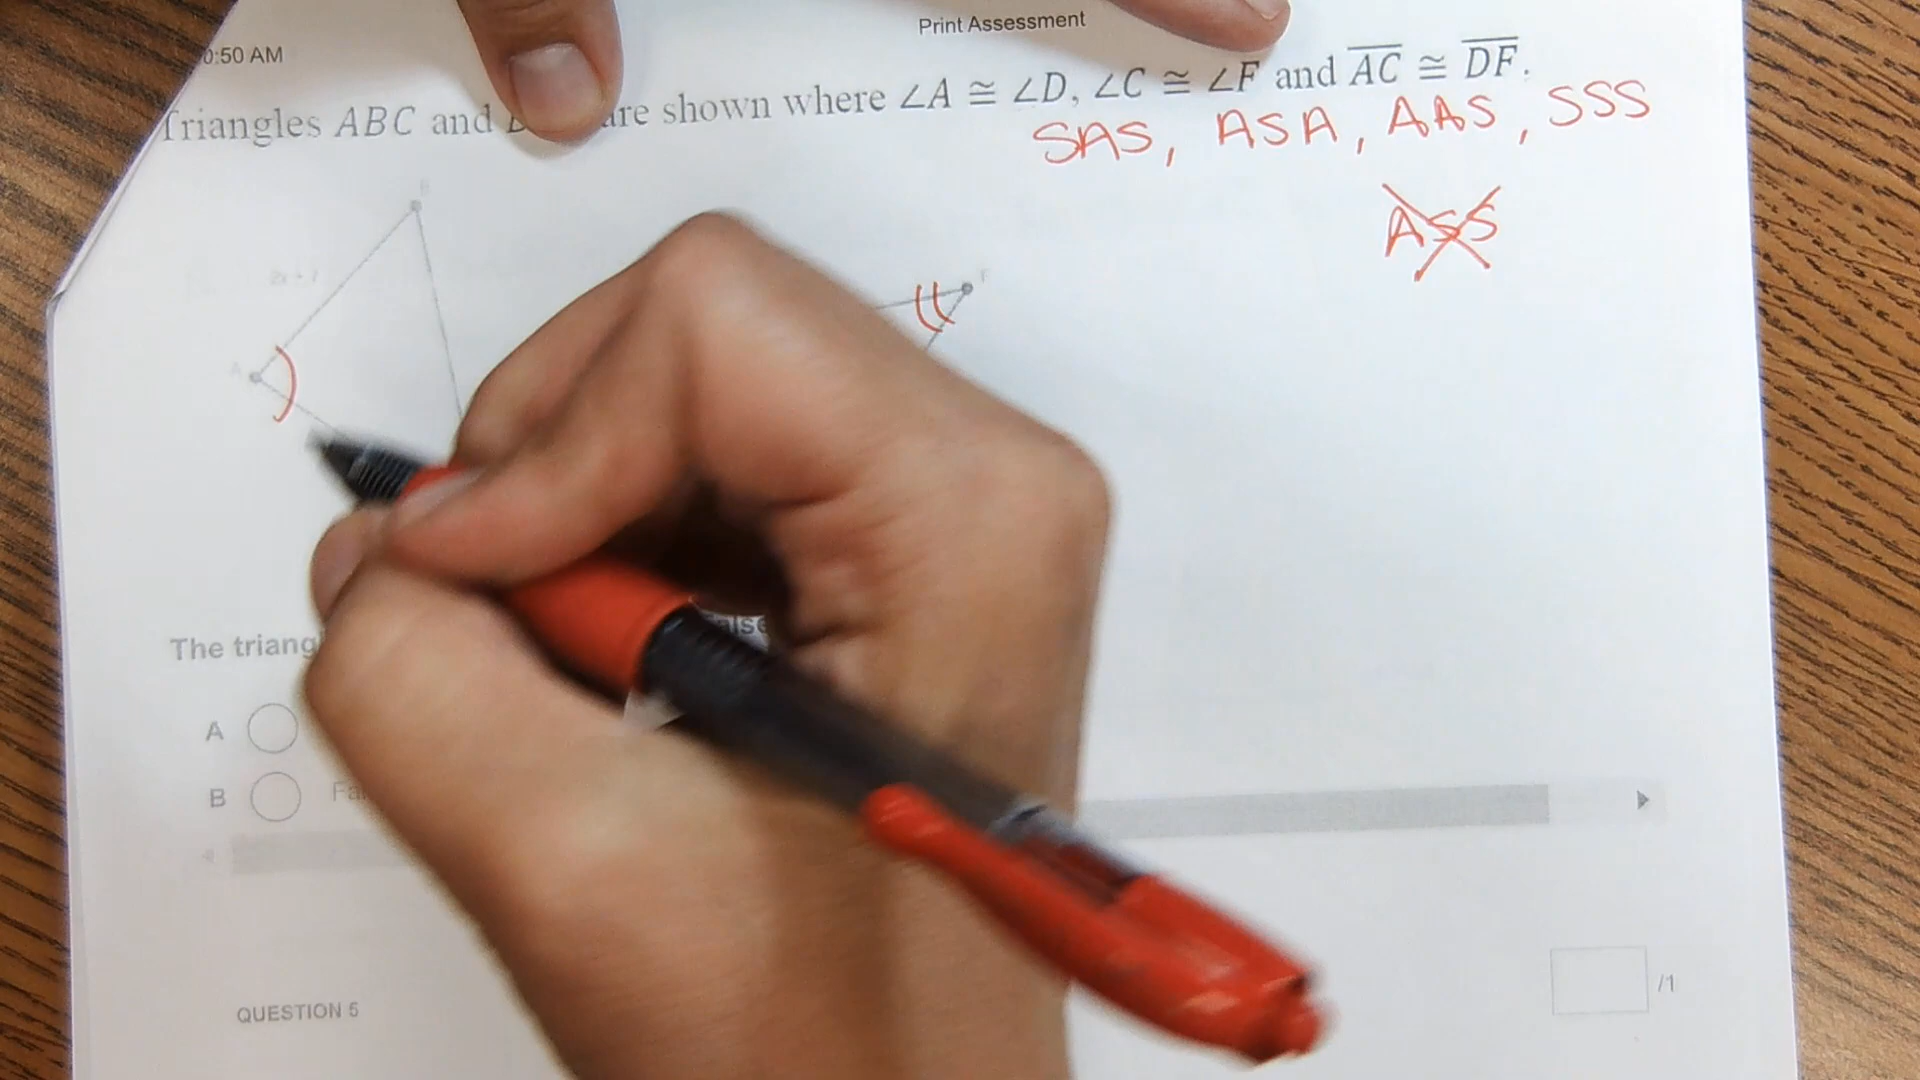 0:50 AM
Print Assessment
Triangles ABC and are shown where ∠A ≅ ∠D, ∠C ≅ ∠F and AC ≅ DF.
SAS, ASA, AAS, SSS
ASS
B
F
A
The
A
B
QUESTION 5
/1